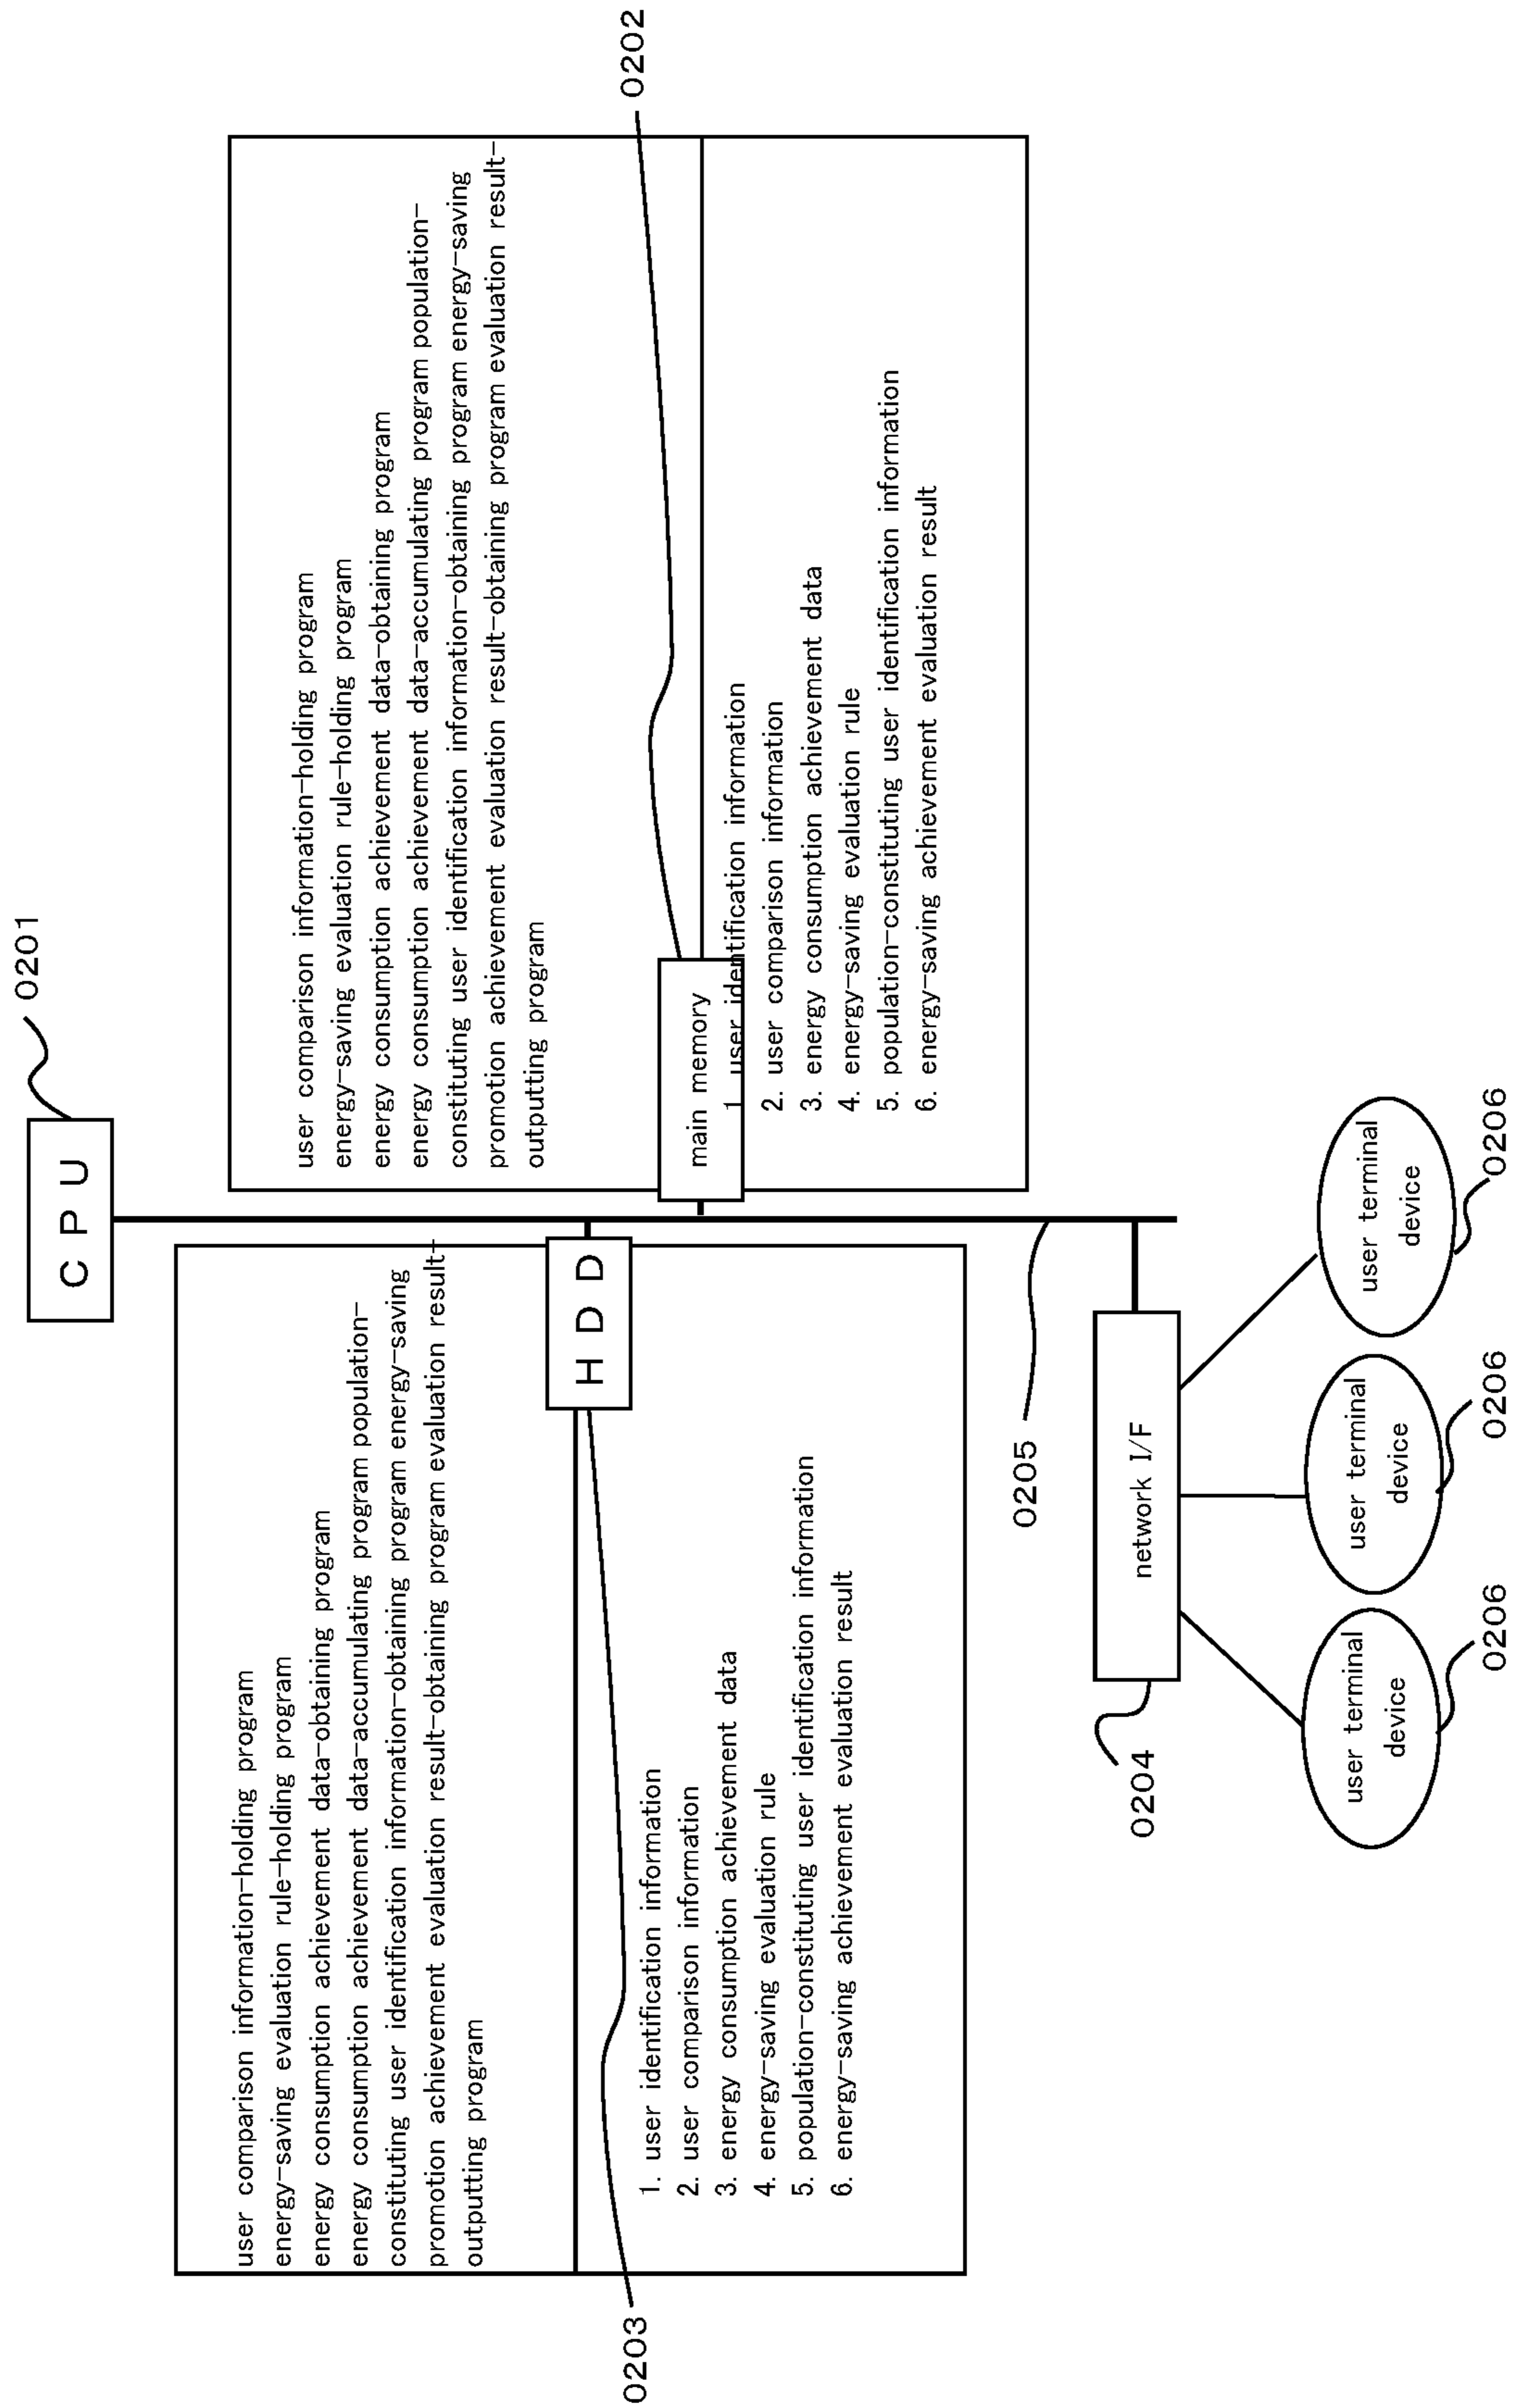 0201
C P U
user comparison information-holding program
energy-saving evaluation rule-holding program
energy consumption achievement data-obtaining program
energy consumption achievement data-accumulating program population-
constituting user identification information-obtaining program energy-saving
promotion achievement evaluation result-obtaining program evaluation result-
outputting program
HDD
0203
1. user identification information
2. user comparison information
3. energy consumption achievement data
4. energy-saving evaluation rule
5. population-constituting user identification information
6. energy-saving achievement evaluation result
user comparison information-holding program
energy-saving evaluation rule-holding program
energy consumption achievement data-obtaining program
energy consumption achievement data-accumulating program population-
constituting user identification information-obtaining program energy-saving
promotion achievement evaluation result-obtaining program evaluation result-
outputting program
0202
main memory
1 user identification information
2. user comparison information
3. energy consumption achievement data
4. energy-saving evaluation rule
5. population-constituting user identification information
6. energy-saving achievement evaluation result
0205
network I/F
0204
user terminal
device
0206
user terminal
device
0206
user terminal
device
0206